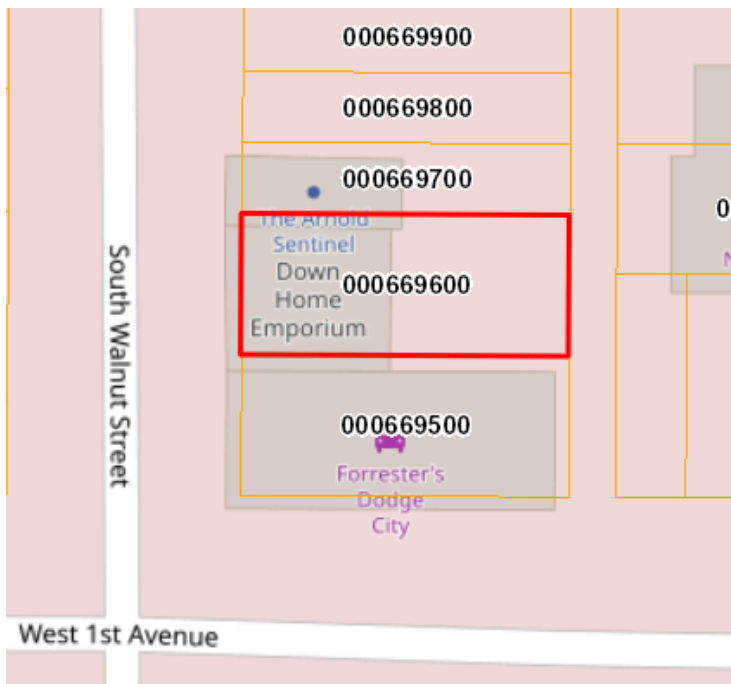 000669900
000669800
000669700
The Arnold
Sentinel
Down
Home
Emporium
000669600
0
N
South Walnut Street
000669500
Forrester's
Dodge
City
West 1st Avenue